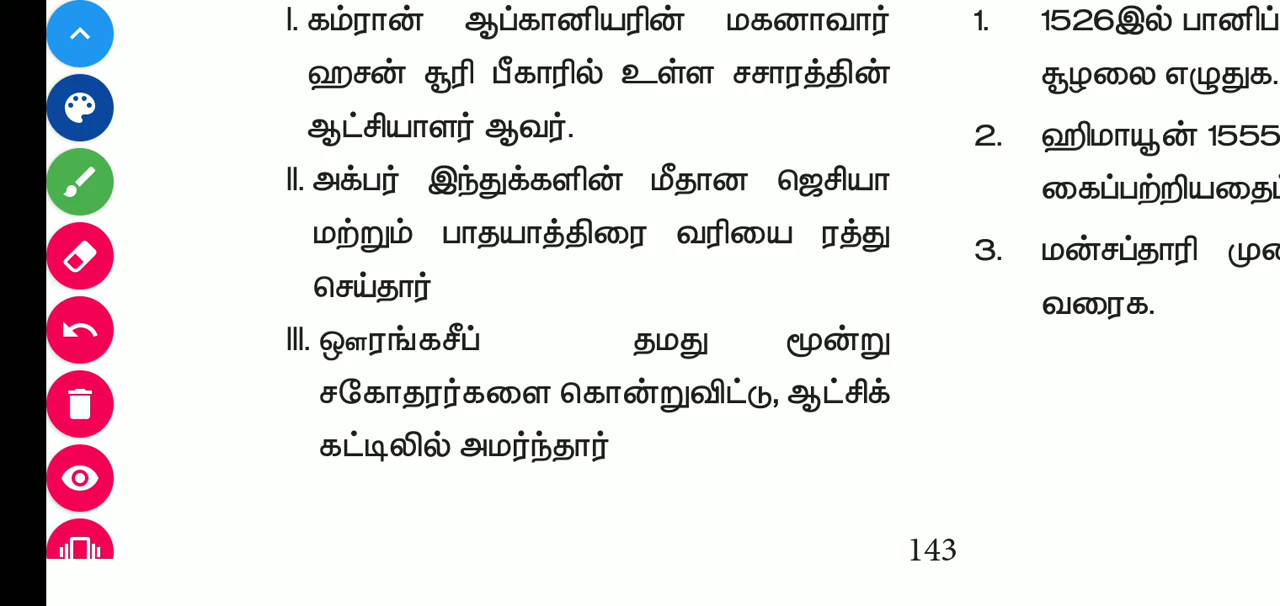 I. கம்ரான் ஆப்கானியரின் மகனாவார்
ஹசன் சூரி பீகாரில் உள்ள சசாரத்தின்
ஆட்சியாளர் ஆவர்.
II. அக்பர் இந்துக்களின் மீதான ஜெசியா
மற்றும் பாதயாத்திரை வரியை ரத்து
செய்தார்
III. ஔரங்கசீப் தமது மூன்று
சகோதரர்களை கொன்றுவிட்டு, ஆட்சிக்
கட்டிலில் அமர்ந்தார்
1. 1526இல் பானிப்
சூழலை எழுதுக.
2. ஹிமாயூன் 1555
கைப்பற்றியதை
3. மன்சப்தாரி
வரைக.
143